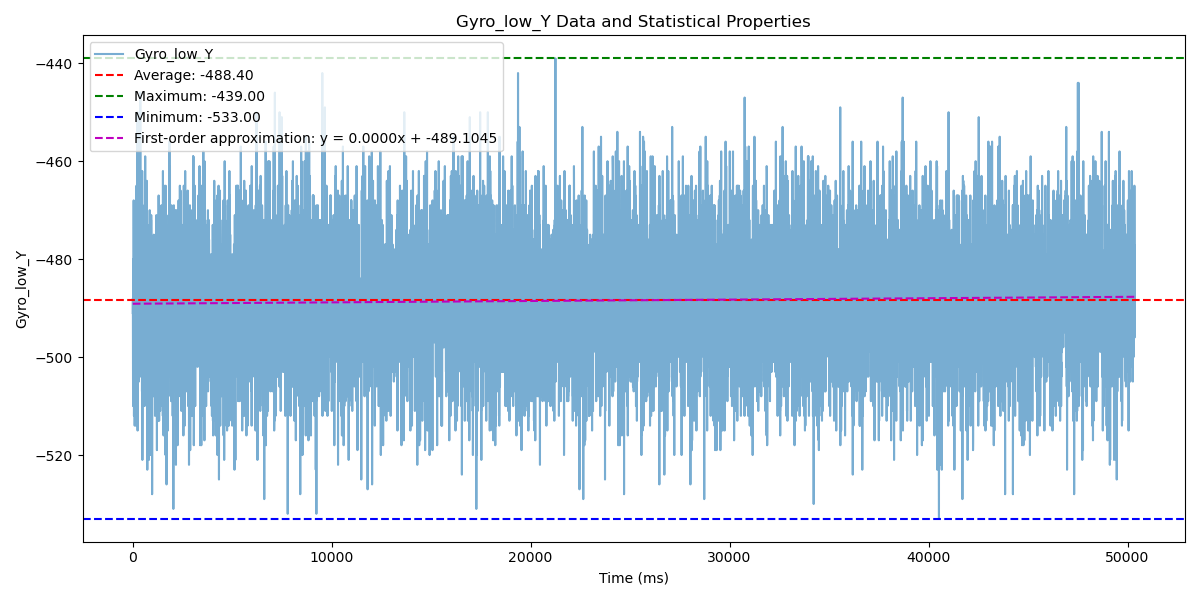 Gyro_low_Y Data and Statistical Properties
Gyro_low_Y
Average: -488.40
Maximum: -439.00
Minimum: -533.00
First-order approximation: y = 0.0000x + -489.1045
−440
−460
−480
−500
−520
Gyro_low_Y
0 10000 20000 30000 40000 50000
Time (ms)